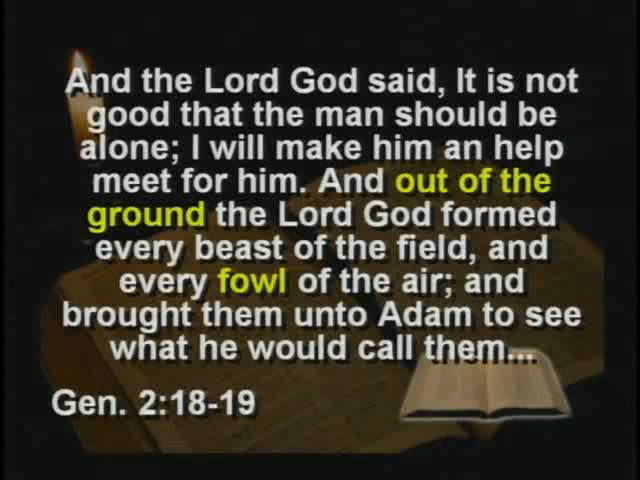 And the Lord God said, It is not
good that the man should be
alone; I will make him an help
meet for him. And out of the
ground the Lord God formed
every beast of the field, and
every fowl of the air; and
brought them unto Adam to see
what he would call them...
Gen. 2:18-19